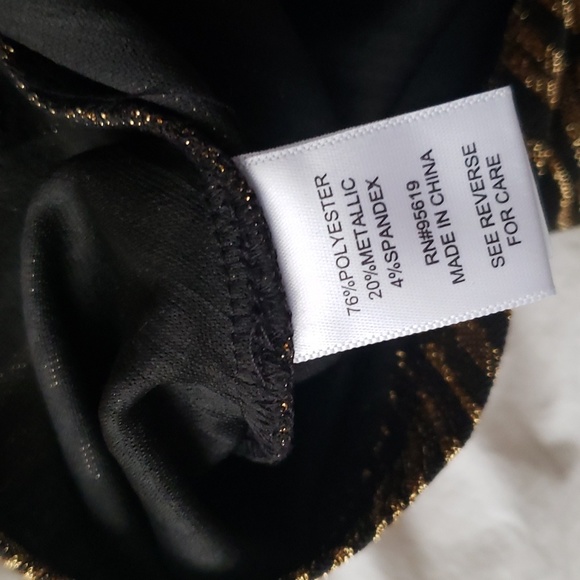 76%POLYESTER
20%METALLIC
4%SPANDEX
RN#95619
MADE IN CHINA
SEE REVERSE
FOR CARE